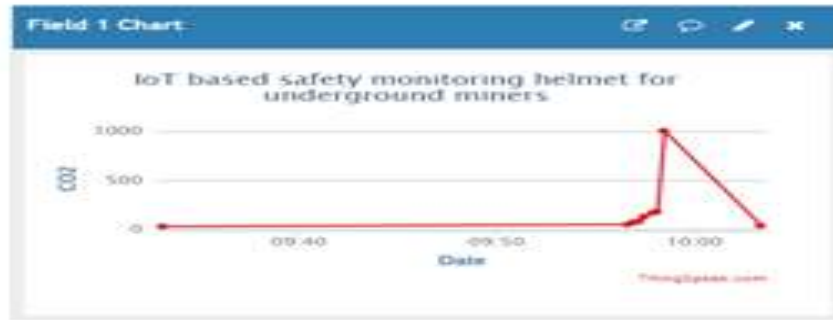 Field 1 Chart
IoT based safety monitoring helmet for
underground miners
1000
500
0
CO2
09:40
09:50
10:00
Date
ThingSpeak.com